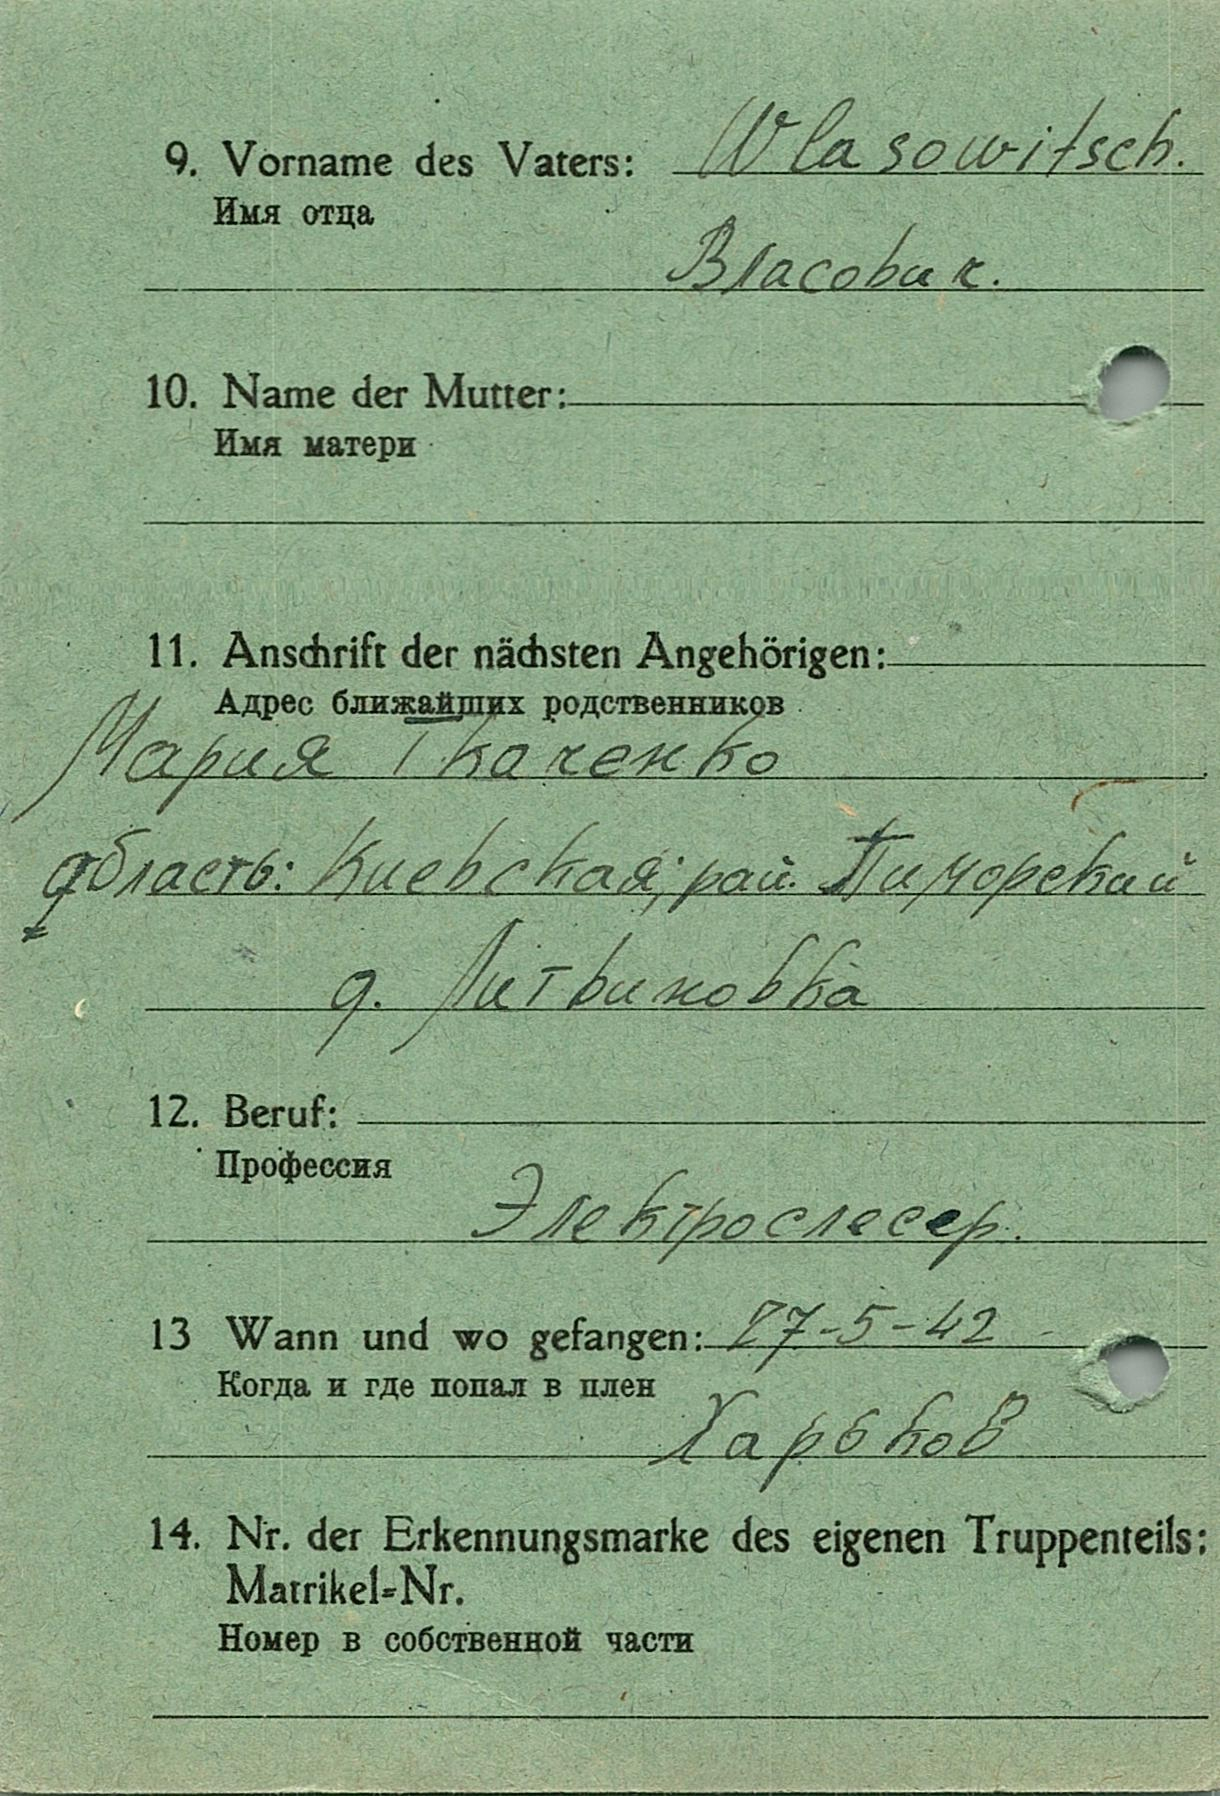 9. Vorname des Vaters: Wlasowitsch.
Имя отца
Власовик.
10. Name der Mutter:
Имя матери
11. Anschrift der nächsten Angehörigen:
Адрес ближайших родственников
Мария Ткаченко
область: Киевская; рай.
д. Литвиновка
12. Beruf:
Профессия
Электрослесер.
13 Wann und wo gefangen: 27-5-42
Когда и где попал в плен
Харьков
14. Nr. der Erkennungsmarke des eigenen Truppenteils:
Matrikel-Nr.
Номер в собственной части